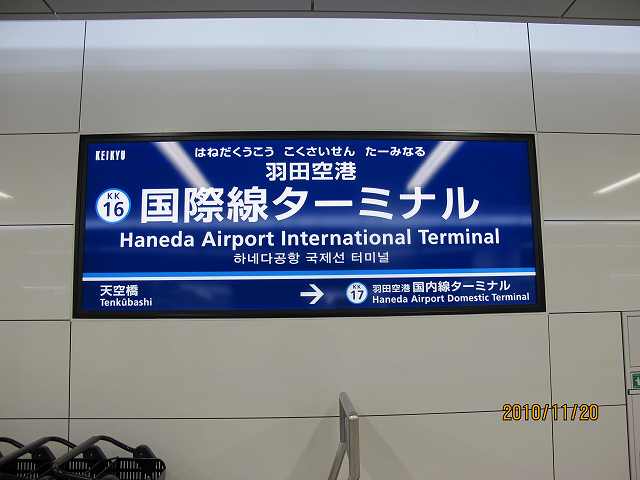 KEIKYU
はねだくうこう こくさいせん たーみなる
羽田空港
KK
16
国際線ターミナル
Haneda Airport International Terminal
하네다공항 국제선 터미널
天空橋
Tenkūbashi
→
KK
17
羽田空港 国内線ターミナル
Haneda Airport Domestic Terminal
2010/11/20